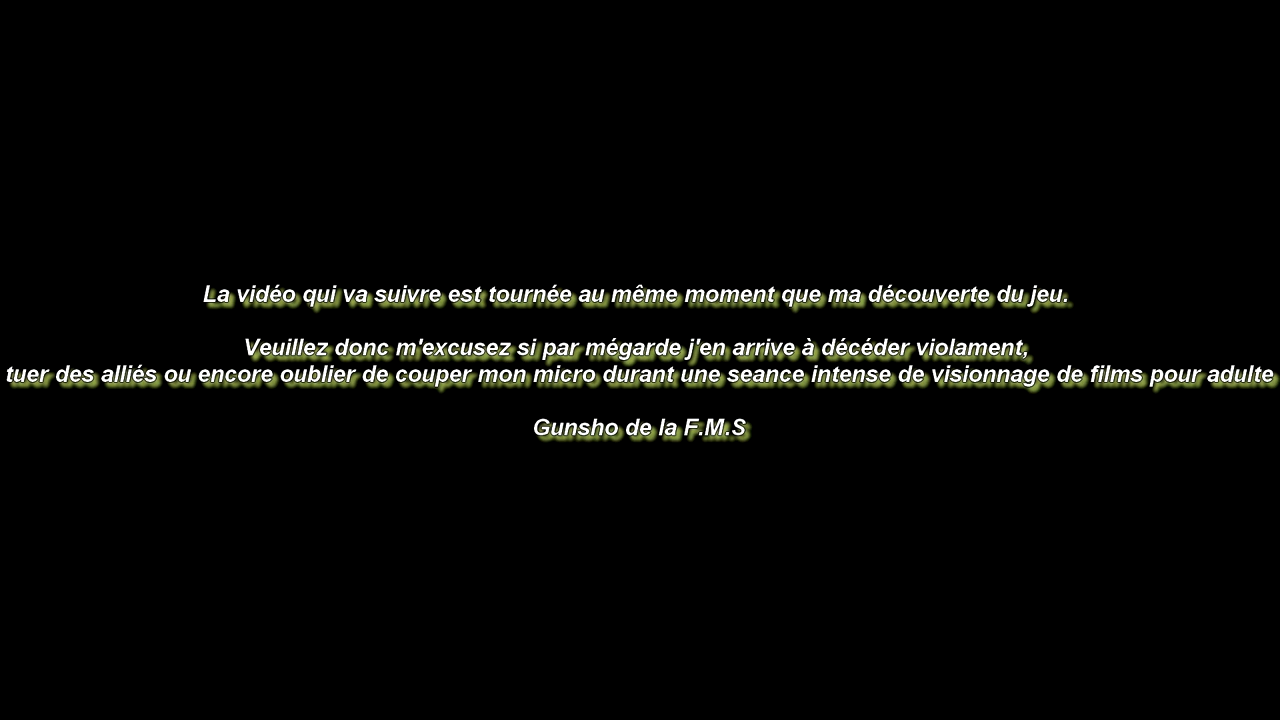 La vidéo qui va suivre est tournée au même moment que ma découverte du jeu.
Veuillez donc m'excusez si par mégarde j'en arrive à décéder violament,
tuer des alliés ou encore oublier de couper mon micro durant une seance intense de visionnage de films pour adulte
Gunsho de la F.M.S